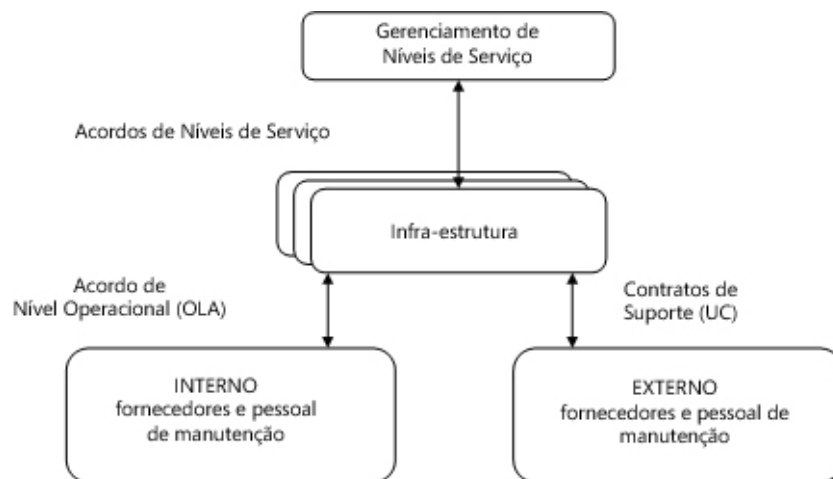 Gerenciamento de
Níveis de Serviço
Acordos de Níveis de Serviço
Infra-estrutura
Acordo de
Nível Operacional (OLA)
Contratos de
Suporte (UC)
INTERNO
fornecedores e pessoal
de manutenção
EXTERNO
fornecedores e pessoal de
manutenção